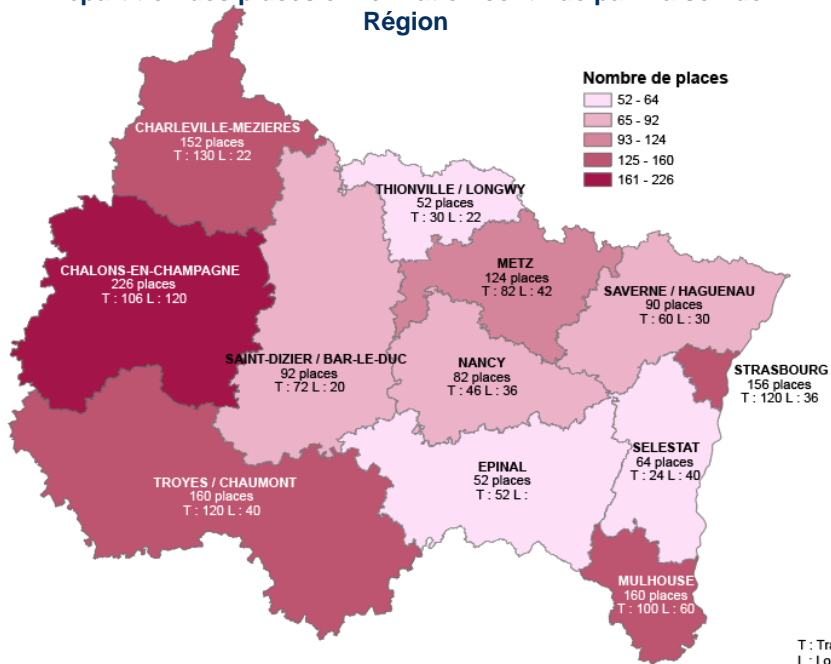 Région
Nombre de places
52 - 64
65 - 92
93 - 124
125 - 160
161 - 226
CHARLEVILLE-MEZIERES
152 places
T : 130 L : 22
THIONVILLE / LONGWY
52 places
T : 30 L : 22
CHALONS-EN-CHAMPAGNE
226 places
T : 106 L : 120
METZ
124 places
T : 82 L : 42
SAVERNE / HAGUENAU
90 places
T : 60 L : 30
SAINT-DIZIER / BAR-LE-DUC
92 places
T : 72 L : 20
NANCY
82 places
T : 46 L : 36
STRASBOURG
156 places
T : 120 L : 36
SELESTAT
64 places
T : 24 L : 40
EPINAL
52 places
T : 52 L :
TROYES / CHAUMONT
160 places
T : 120 L : 40
MULHOUSE
160 places
T : 100 L : 60
T :
L :